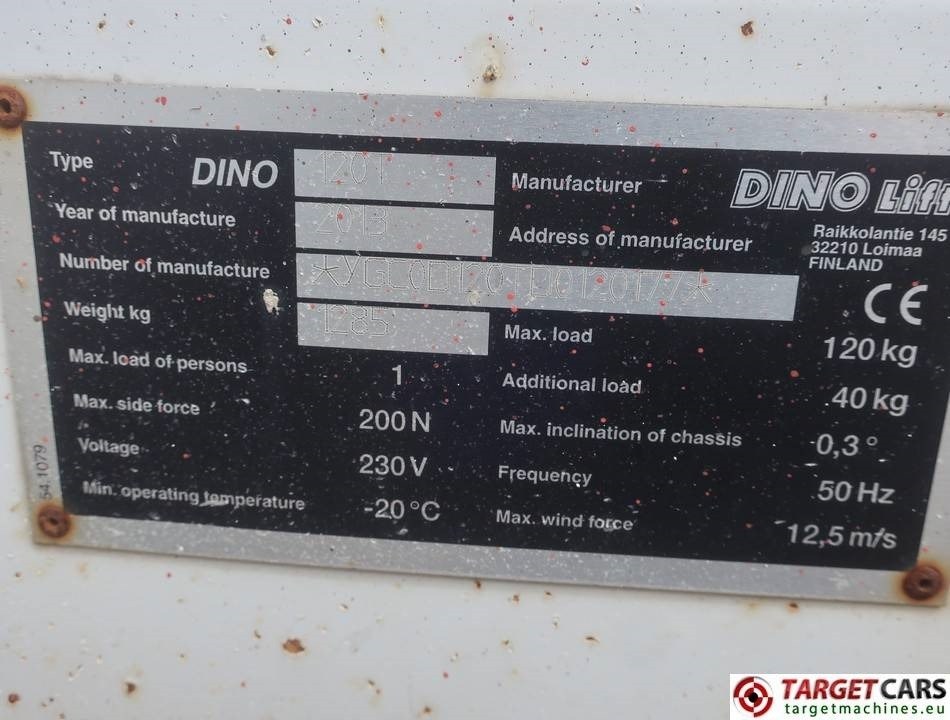 Type DINO 120T
Year of manufacture 2013
Number of manufacture
Weight kg 1285
Max. load of persons 1
Max. side force 200 N
Voltage 230 V
Min. operating temperature -20°C
Manufacturer DINO Lift
Address of manufacturer
Raikkolantie 145
32210 Loimaa
FINLAND
CE
Max. load 120 kg
Additional load 40 kg
Max. inclination of chassis 0,3°
Frequency 50 Hz
Max. wind force 12,5 m/s
54.1079
TARGETCARS
targetmachines.eu